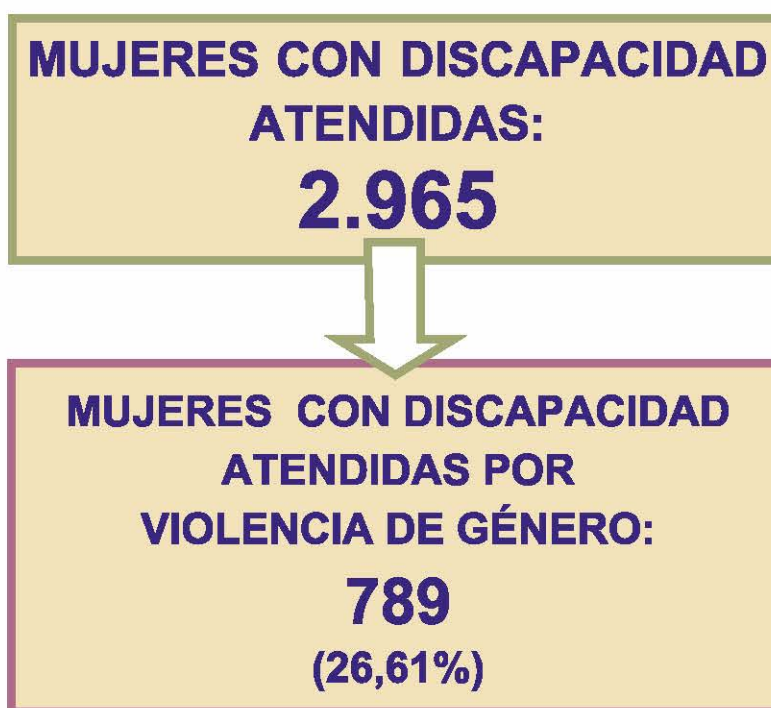 MUJERES CON DISCAPACIDAD
ATENDIDAS:
2.965
MUJERES CON DISCAPACIDAD
ATENDIDAS POR
VIOLENCIA DE GÉNERO:
789
(26,61%)